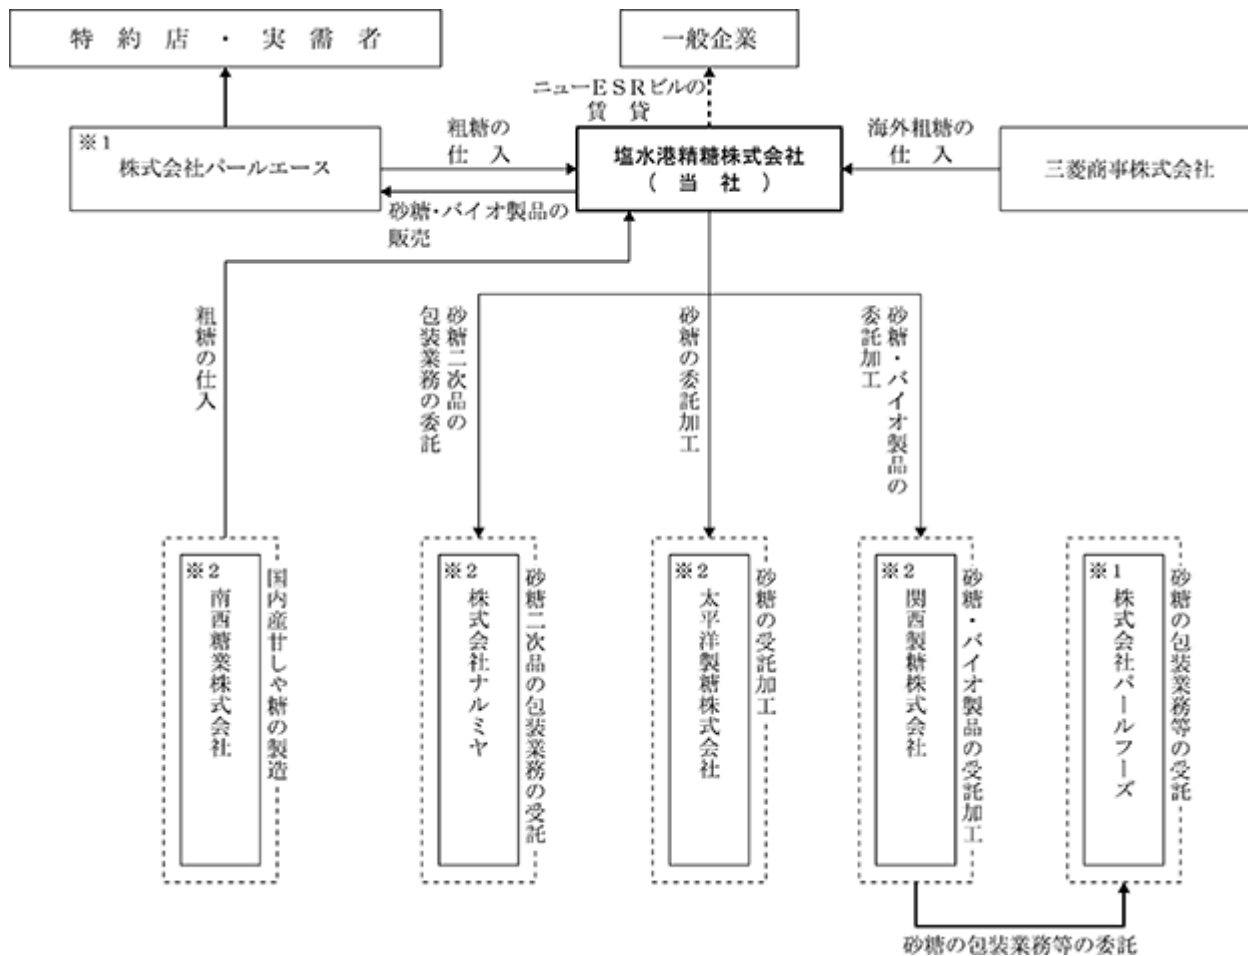 特約店・実需者
一般企業
ニューESRビルの
賃貸
※1
株式会社パールエース
粗糖の
仕入
塩水港精糖株式会社
(当社)
海外粗糖の
仕入
三菱商事株式会社
砂糖・バイオ製品の
販売
粗糖の仕入
砂糖二次品の
包装業務の委託
砂糖の委託加工
砂糖・バイオ製品の
委託加工
※2
南西糖業株式会社
国内産甘しゃ糖の製造
※2
株式会社ナルミヤ
砂糖二次品の包装業務の受託
※2
太平洋製糖株式会社
砂糖の受託加工
※2
関西製糖株式会社
砂糖・バイオ製品の受託加工
※1
株式会社パールフーズ
砂糖の包装業務等の受託
砂糖の包装業務等の委託